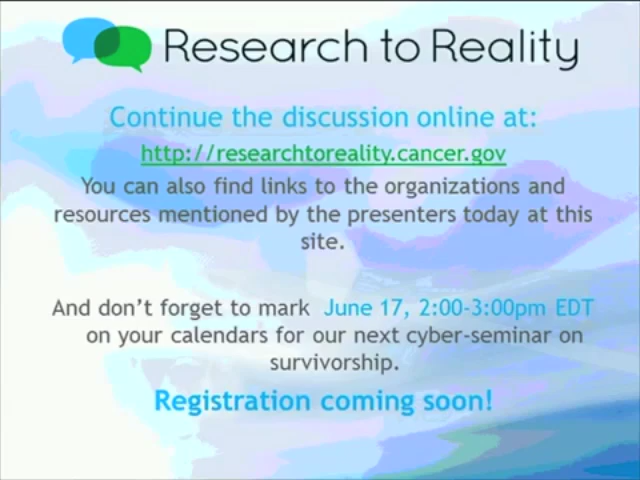 Research to Reality
Continue the discussion online at:
http://researchtoreality.cancer.gov
You can also find links to the organizations and
resources mentioned by the presenters today at this
site.
And don't forget to mark June 17, 2:00-3:00pm EDT
on your calendars for our next cyber-seminar on
survivorship.
Registration coming soon!